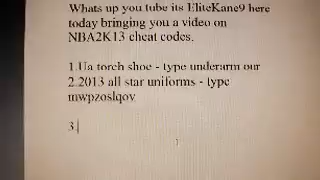 Whats up you tube its EliteKane9 here
today bringing you a video on
NBA2K13 cheat codes.
1.Ua torch shoe - type underarm our
2.2013 all star uniforms - type
mwpzoslqov
3.